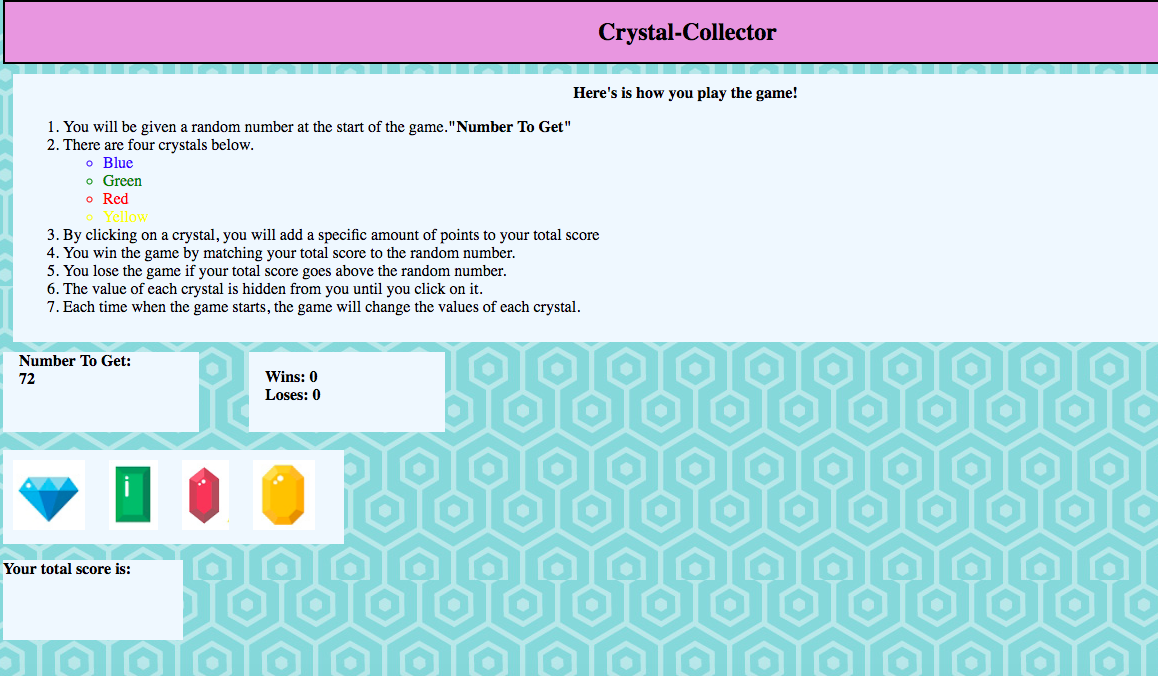 Crystal-Collector
Here's is how you play the game!
1. You will be given a random number at the start of the game."Number To Get"
2. There are four crystals below.
Blue
Green
Red
Yellow
3. By clicking on a crystal, you will add a specific amount of points to your total score
4. You win the game by matching your total score to the random number.
5. You lose the game if your total score goes above the random number.
6. The value of each crystal is hidden from you until you click on it.
7. Each time when the game starts, the game will change the values of each crystal.
Number To Get:
72
Wins: 0
Loses: 0
Your total score is: